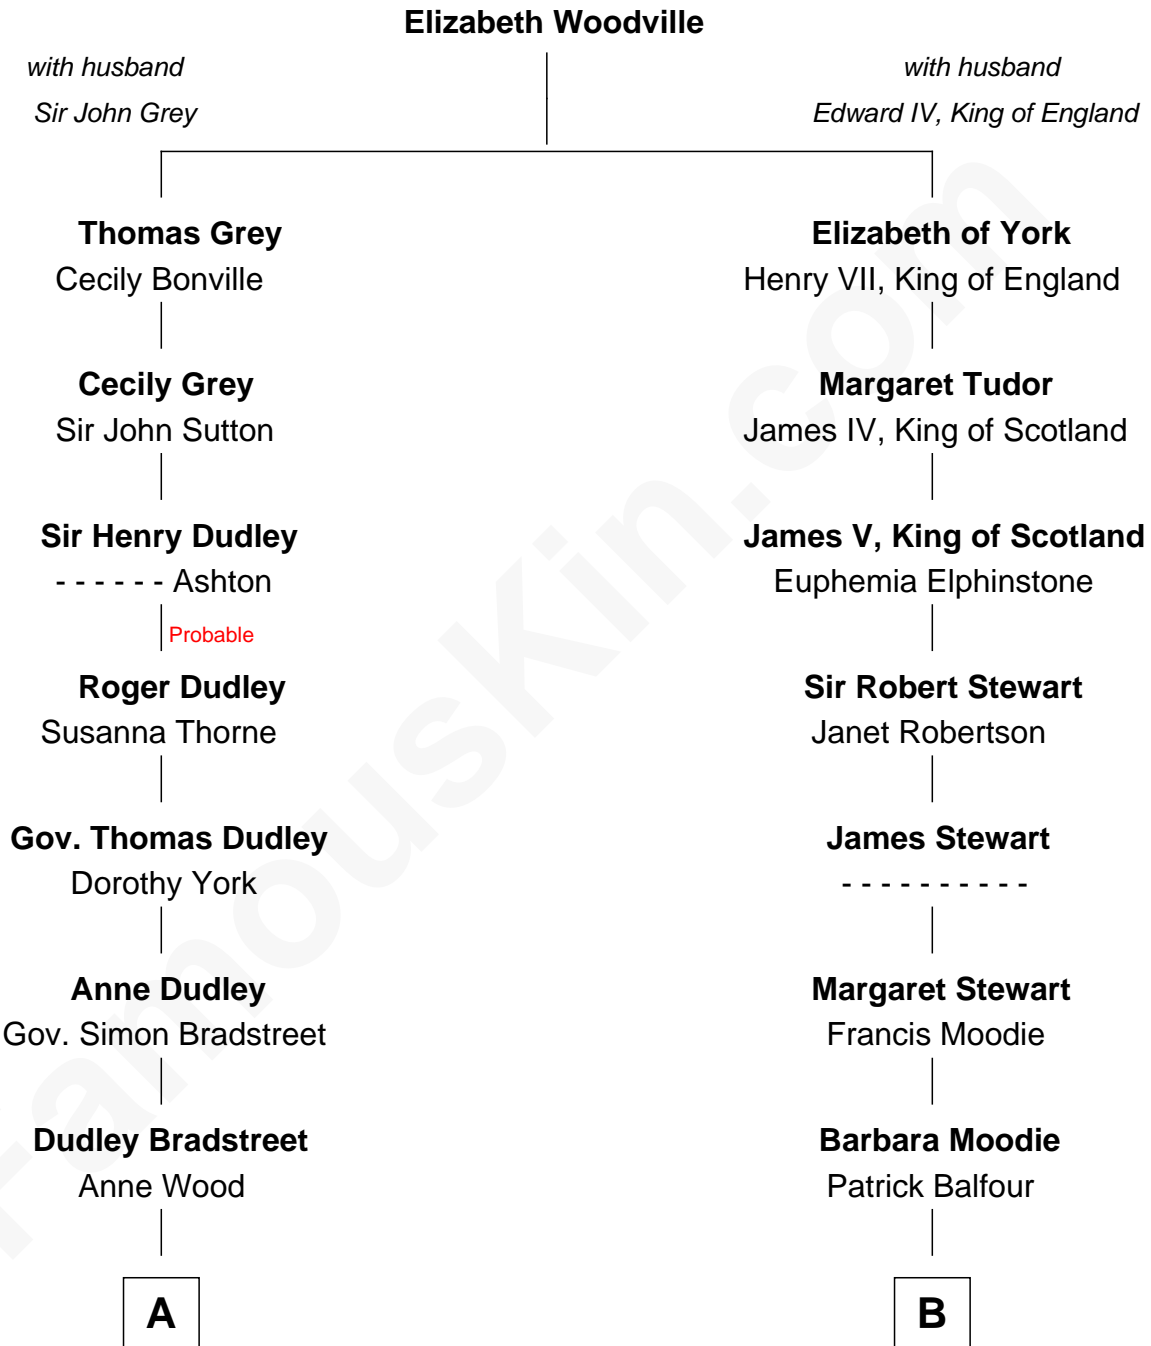 Elizabeth Woodville
with husband
Sir John Grey
with husband
Edward IV, King of England
Thomas Grey
Cecily Bonville
Elizabeth of York
Henry VII, King of England
Cecily Grey
Sir John Sutton
Margaret Tudor
James IV, King of Scotland
Sir Henry Dudley
- - - - - - Ashton
James V, King of Scotland
Euphemia Elphinstone
Probable
Roger Dudley
Susanna Thorne
Sir Robert Stewart
Janet Robertson
Gov. Thomas Dudley
Dorothy York
James Stewart
- - - - - - - - - -
Anne Dudley
Gov. Simon Bradstreet
Margaret Stewart
Francis Moodie
Dudley Bradstreet
Anne Wood
Barbara Moodie
Patrick Balfour
A
B
FamousKin.com